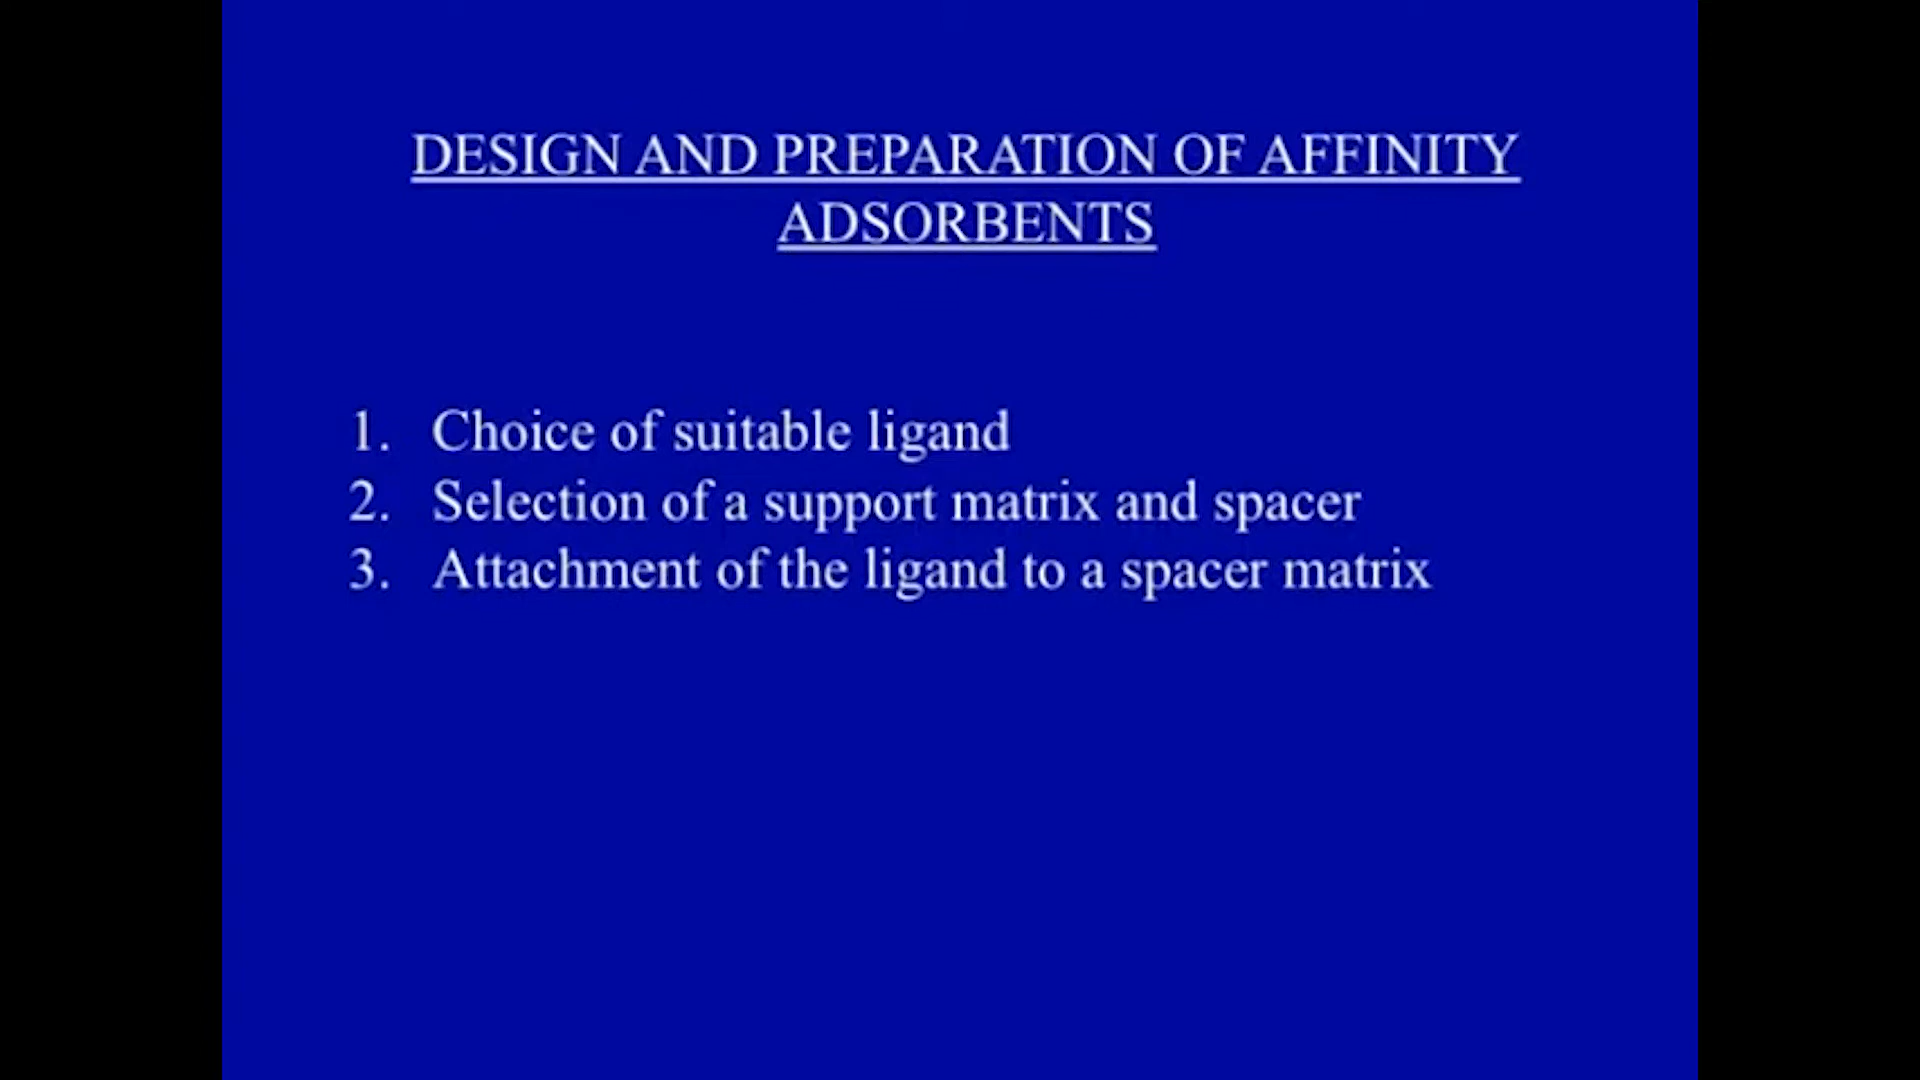 DESIGN AND PREPARATION OF AFFINITY
ADSORBENTS
1. Choice of suitable ligand
2. Selection of a support matrix and spacer
3. Attachment of the ligand to a spacer matrix